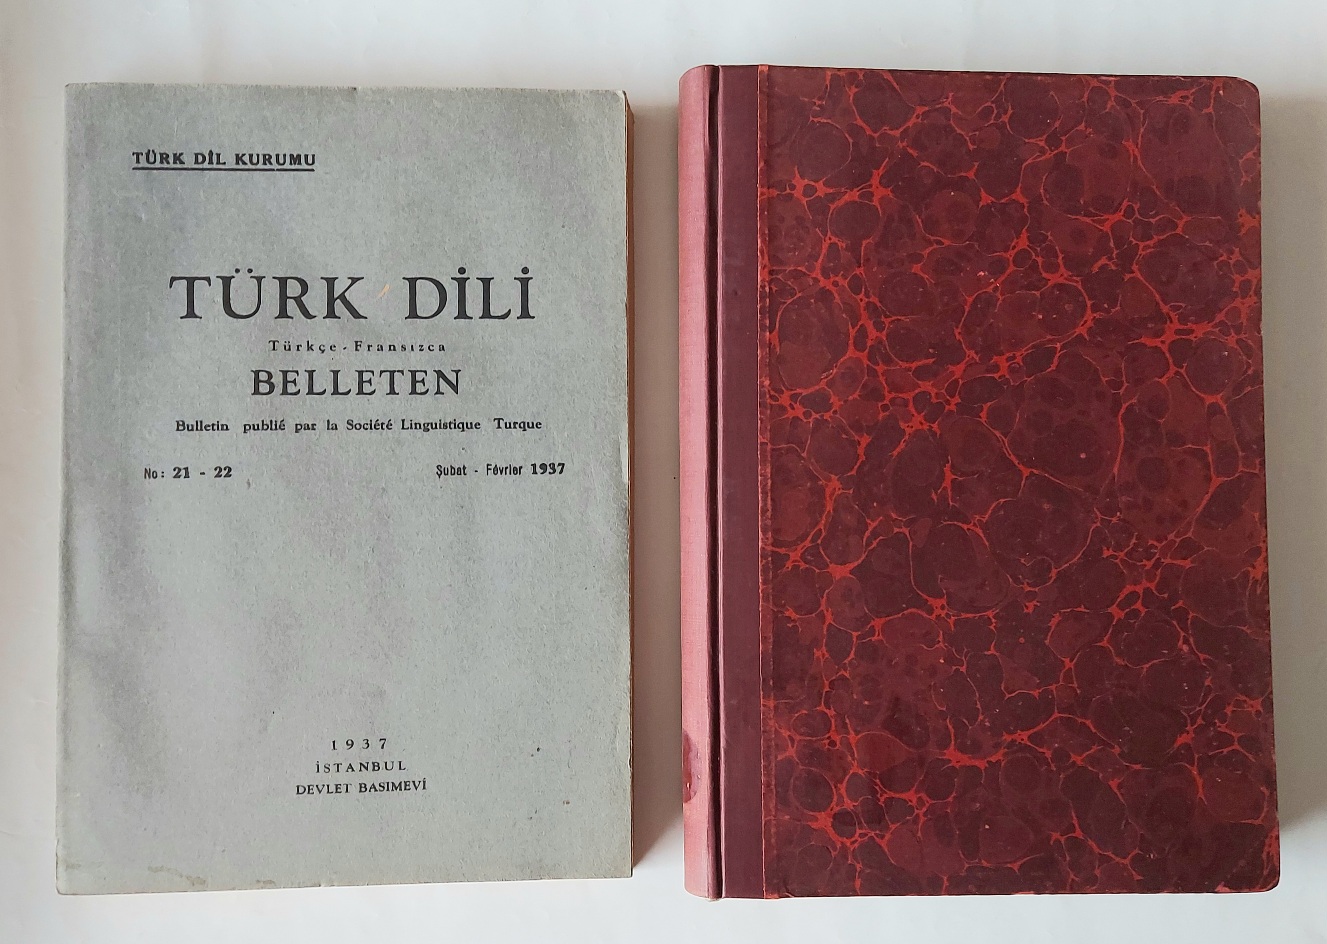 TÜRK DİL KURUMU
TÜRK DİLİ
Türkçe - Fransızca
BELLETEN
Bulletin publié par la Société Linguistique Turque
No: 21 - 22 Şubat - Février 1937
1937
İSTANBUL
DEVLET BASIMEVİ